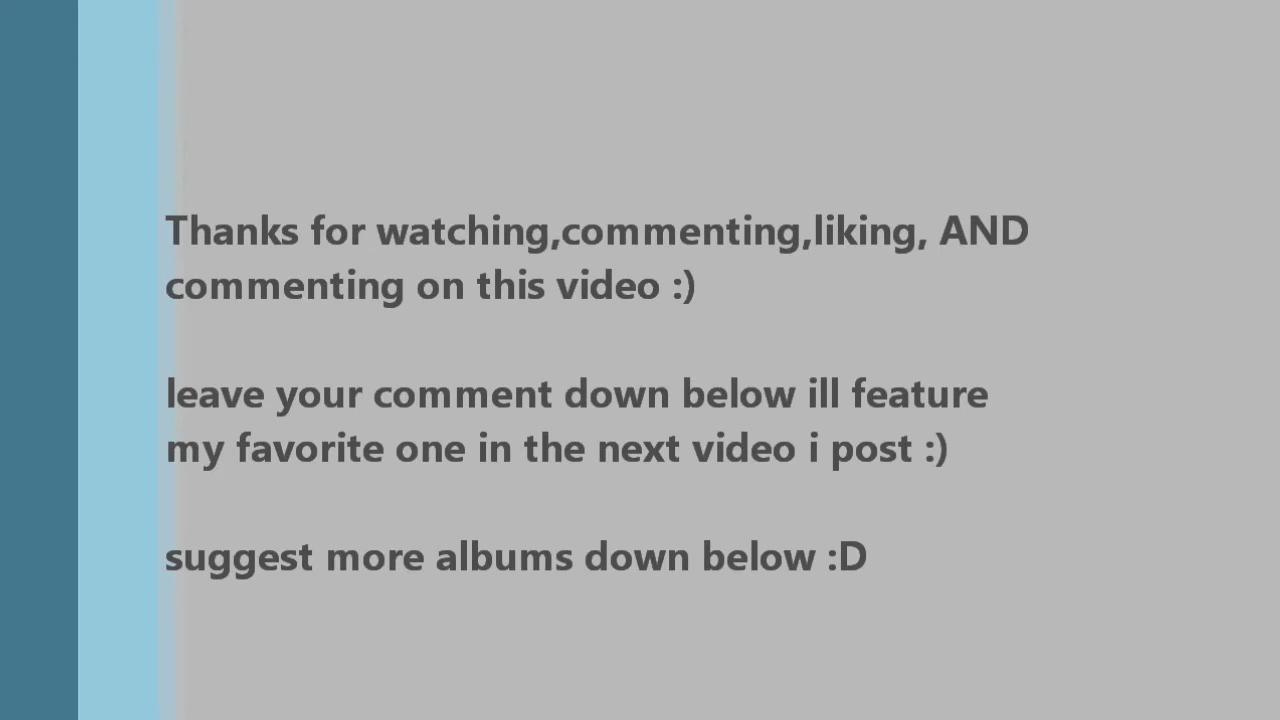 Thanks for watching,commenting,liking, AND
commenting on this video :)
leave your comment down below ill feature
my favorite one in the next video i post :)
suggest more albums down below :D